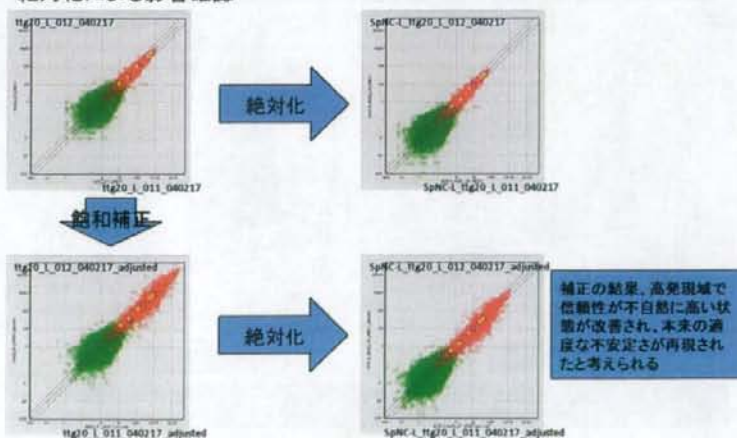 ttg20_L_012_040217
絶対化
SpNC-L_ttg20_L_012_040217
ttg20_L_011_040217
SpNC-L_ttg20_L_011_040217
飽和補正
ttg20_L_012_040217_adjusted
絶対化
SpNC-L_ttg20_L_012_040217_adjusted
補正の結果、高発現域で
信頼性が不自然に高い状
態が改善され、本来の適
度な不安定さが再現され
たと考えられる
ttg20_L_011_040217_adjusted
SpNC-L_ttg20_L_011_040217_adjusted